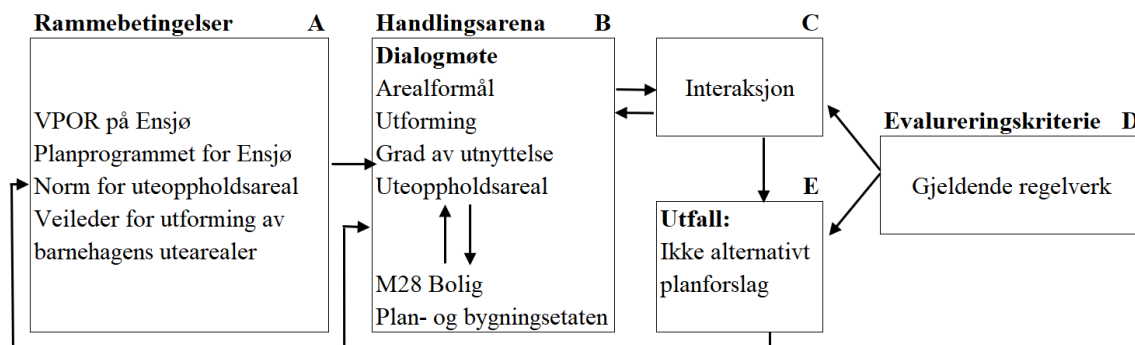 Rammebetingelser A
VPOR på Ensjø
Planprogrammet for Ensjø
Norm for uteoppholdsareal
Veileder for utforming av
barnehagens utearealer
Handlingsarena B
Dialogmøte
Arealformål
Utforming
Grad av utnyttelse
Uteoppholdsareal
M28 Bolig
Plan- og bygningsetaten
C
Interaksjon
Evalureringskriterie D
Gjeldende regelverk
E
Utfall:
Ikke alternativt
planforslag